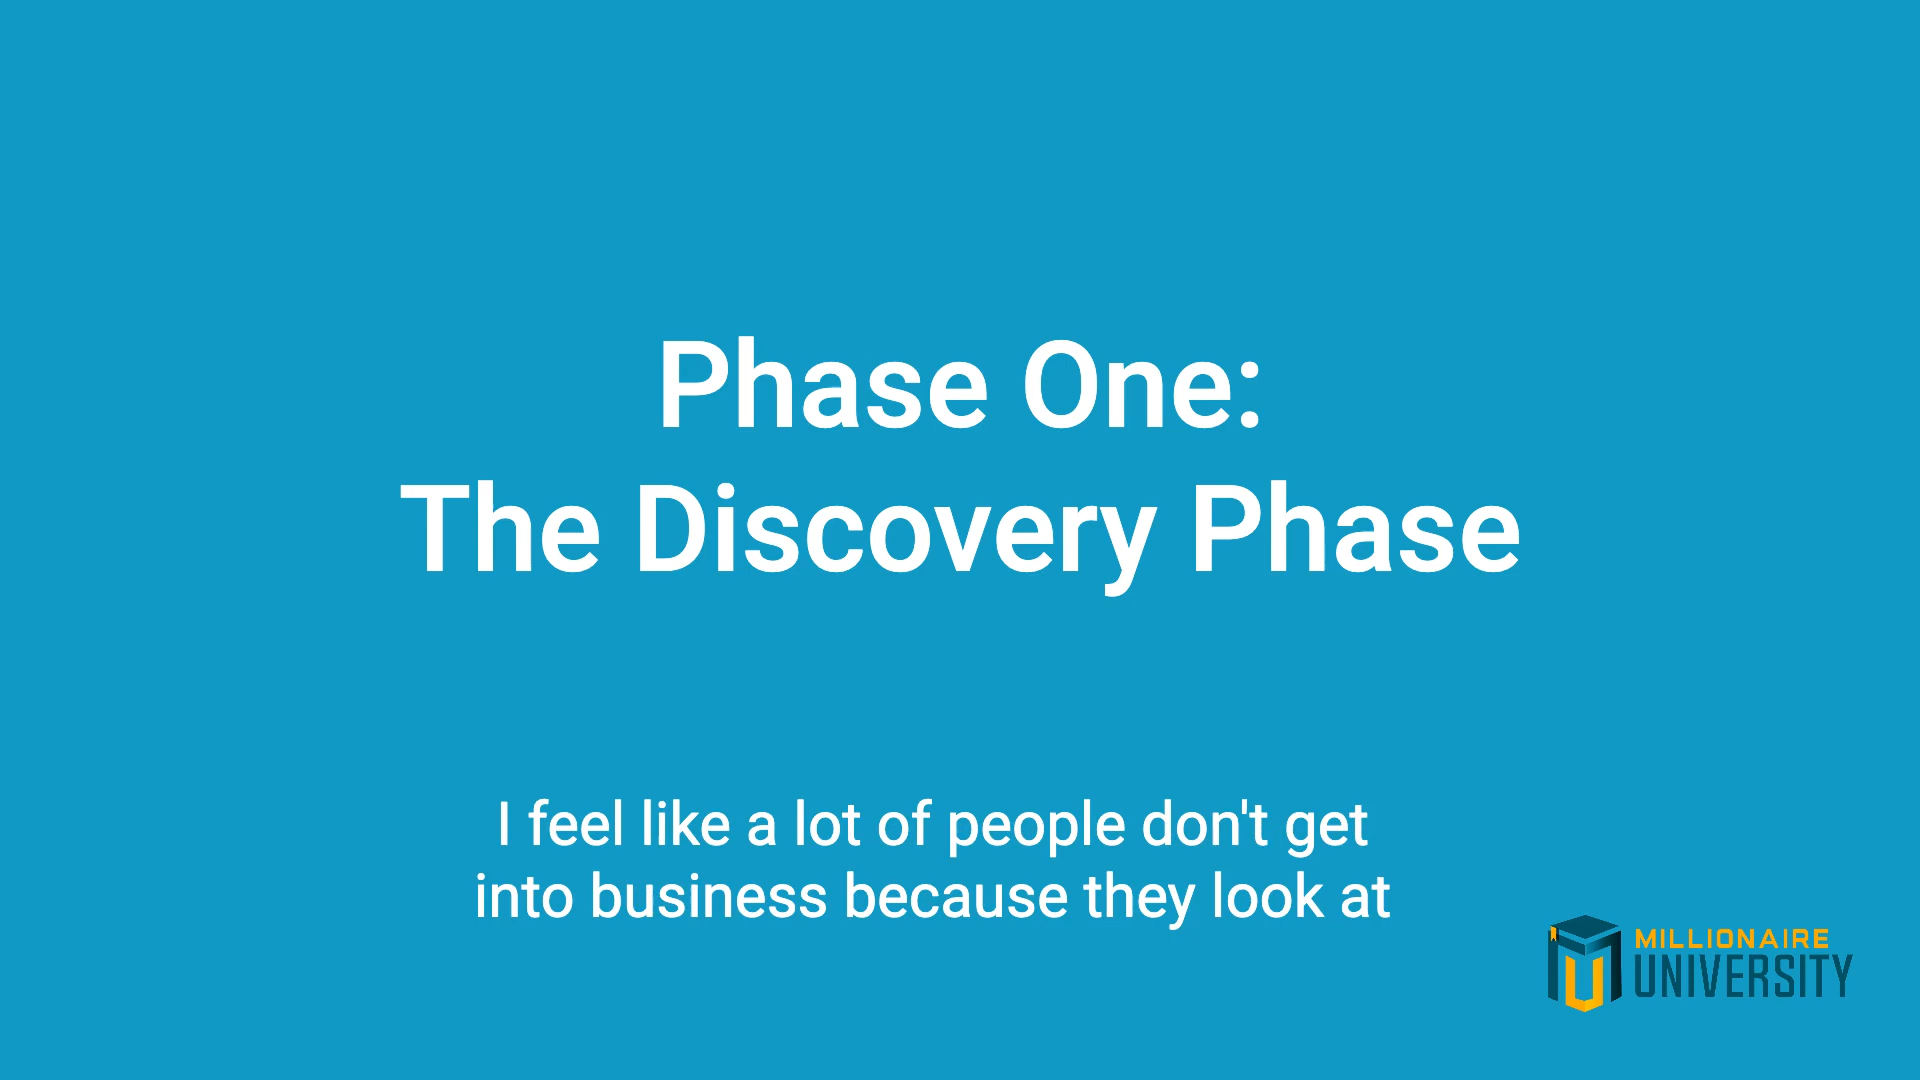 Phase One:
The Discovery Phase
I feel like a lot of people don't get
into business because they look at
MILLIONAIRE
UNIVERSITY